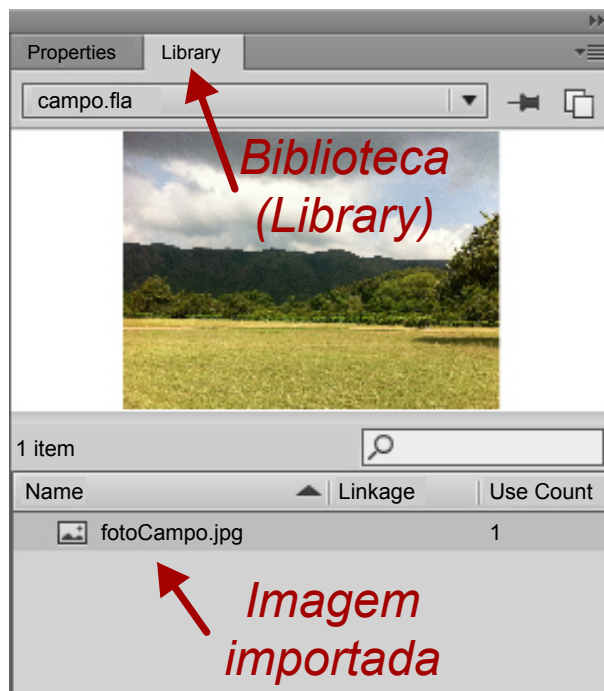 Properties Library
campo.fla
Biblioteca
(Library)
1 item
Name Linkage Use Count
fotoCampo.jpg 1
Imagem
importada